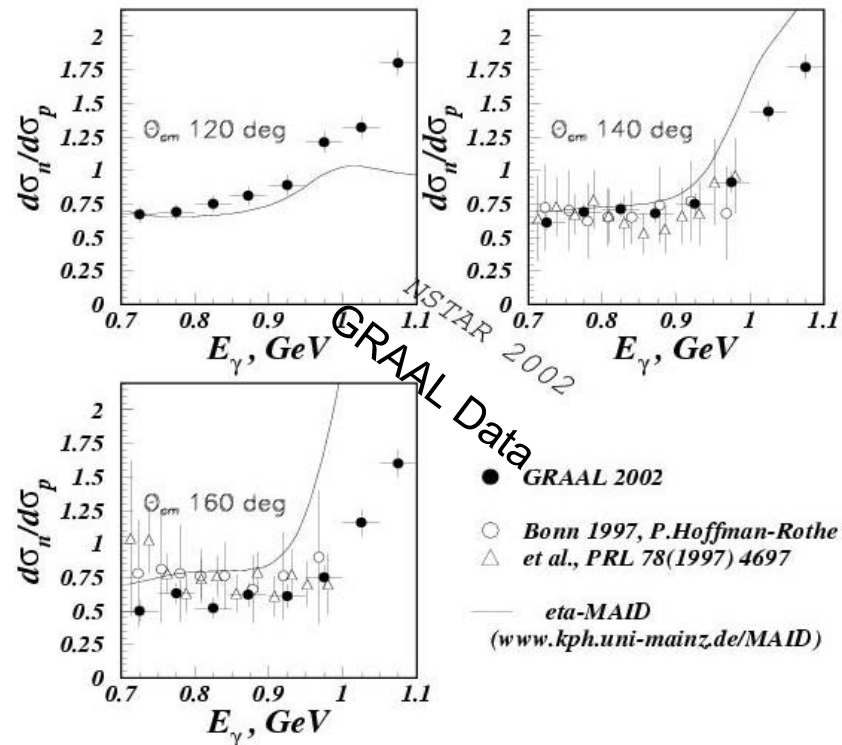 2
1.75
1.5
1.25
1
0.75
0.5
0.25
0
dσn/dσp
Θcm 120 deg
0.7 0.8 0.9 1 1.1
Eγ, GeV
2
1.75
1.5
1.25
1
0.75
0.5
0.25
0
dσn/dσp
Θcm 140 deg
0.7 0.8 0.9 1 1.1
Eγ, GeV
NSTAR 2002
GRAAL Data
2
1.75
1.5
1.25
1
0.75
0.5
0.25
0
dσn/dσp
Θcm 160 deg
0.7 0.8 0.9 1 1.1
Eγ, GeV
GRAAL 2002
Bonn 1997, P.Hoffman-Rothe
et al., PRL 78(1997) 4697
eta-MAID
(www.kph.uni-mainz.de/MAID)